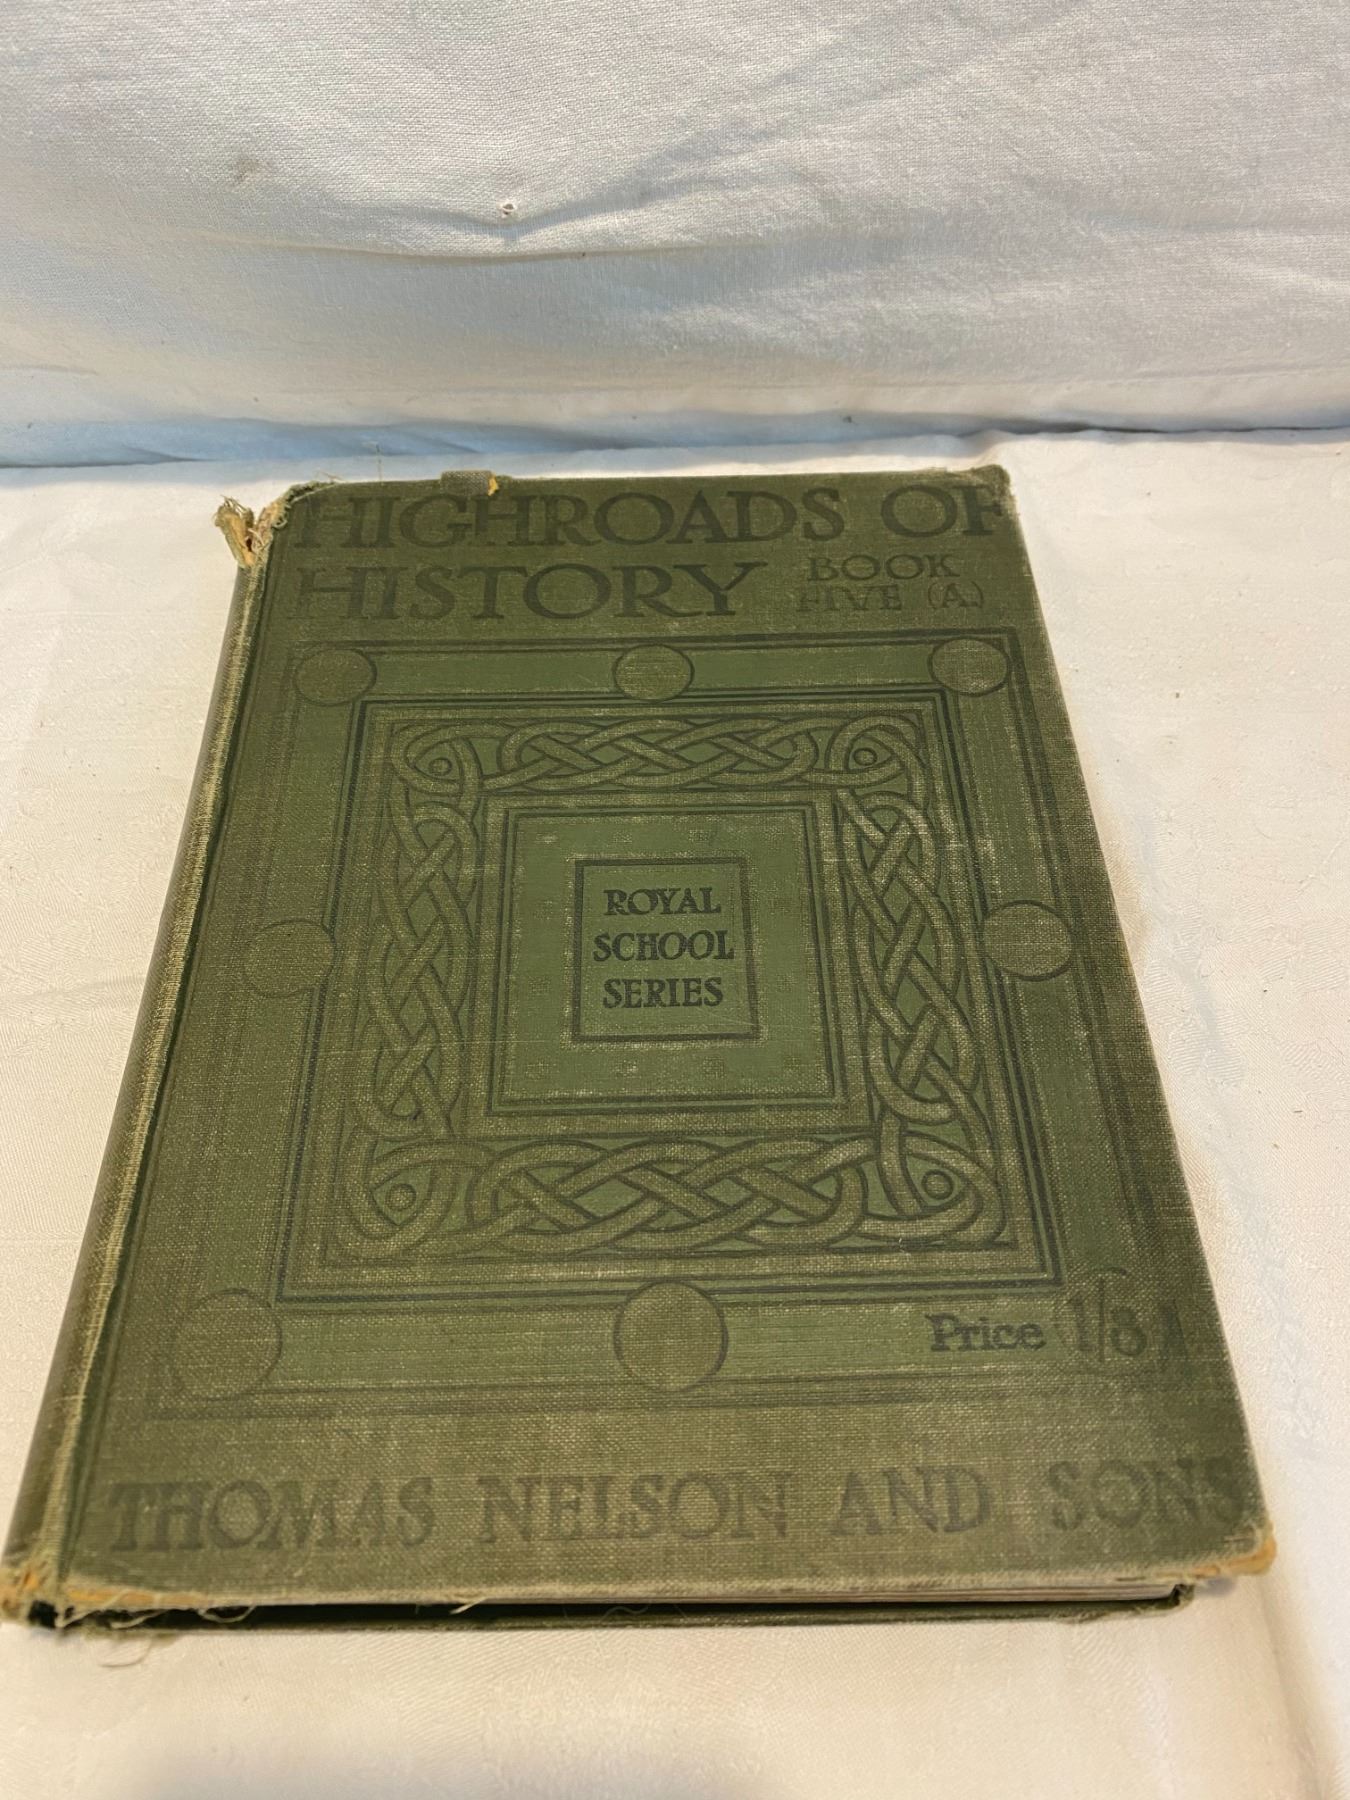 HIGHROADS OF
HISTORY BOOK
FIVE (A.)
ROYAL
SCHOOL
SERIES
Price 1/8
THOMAS NELSON AND SONS